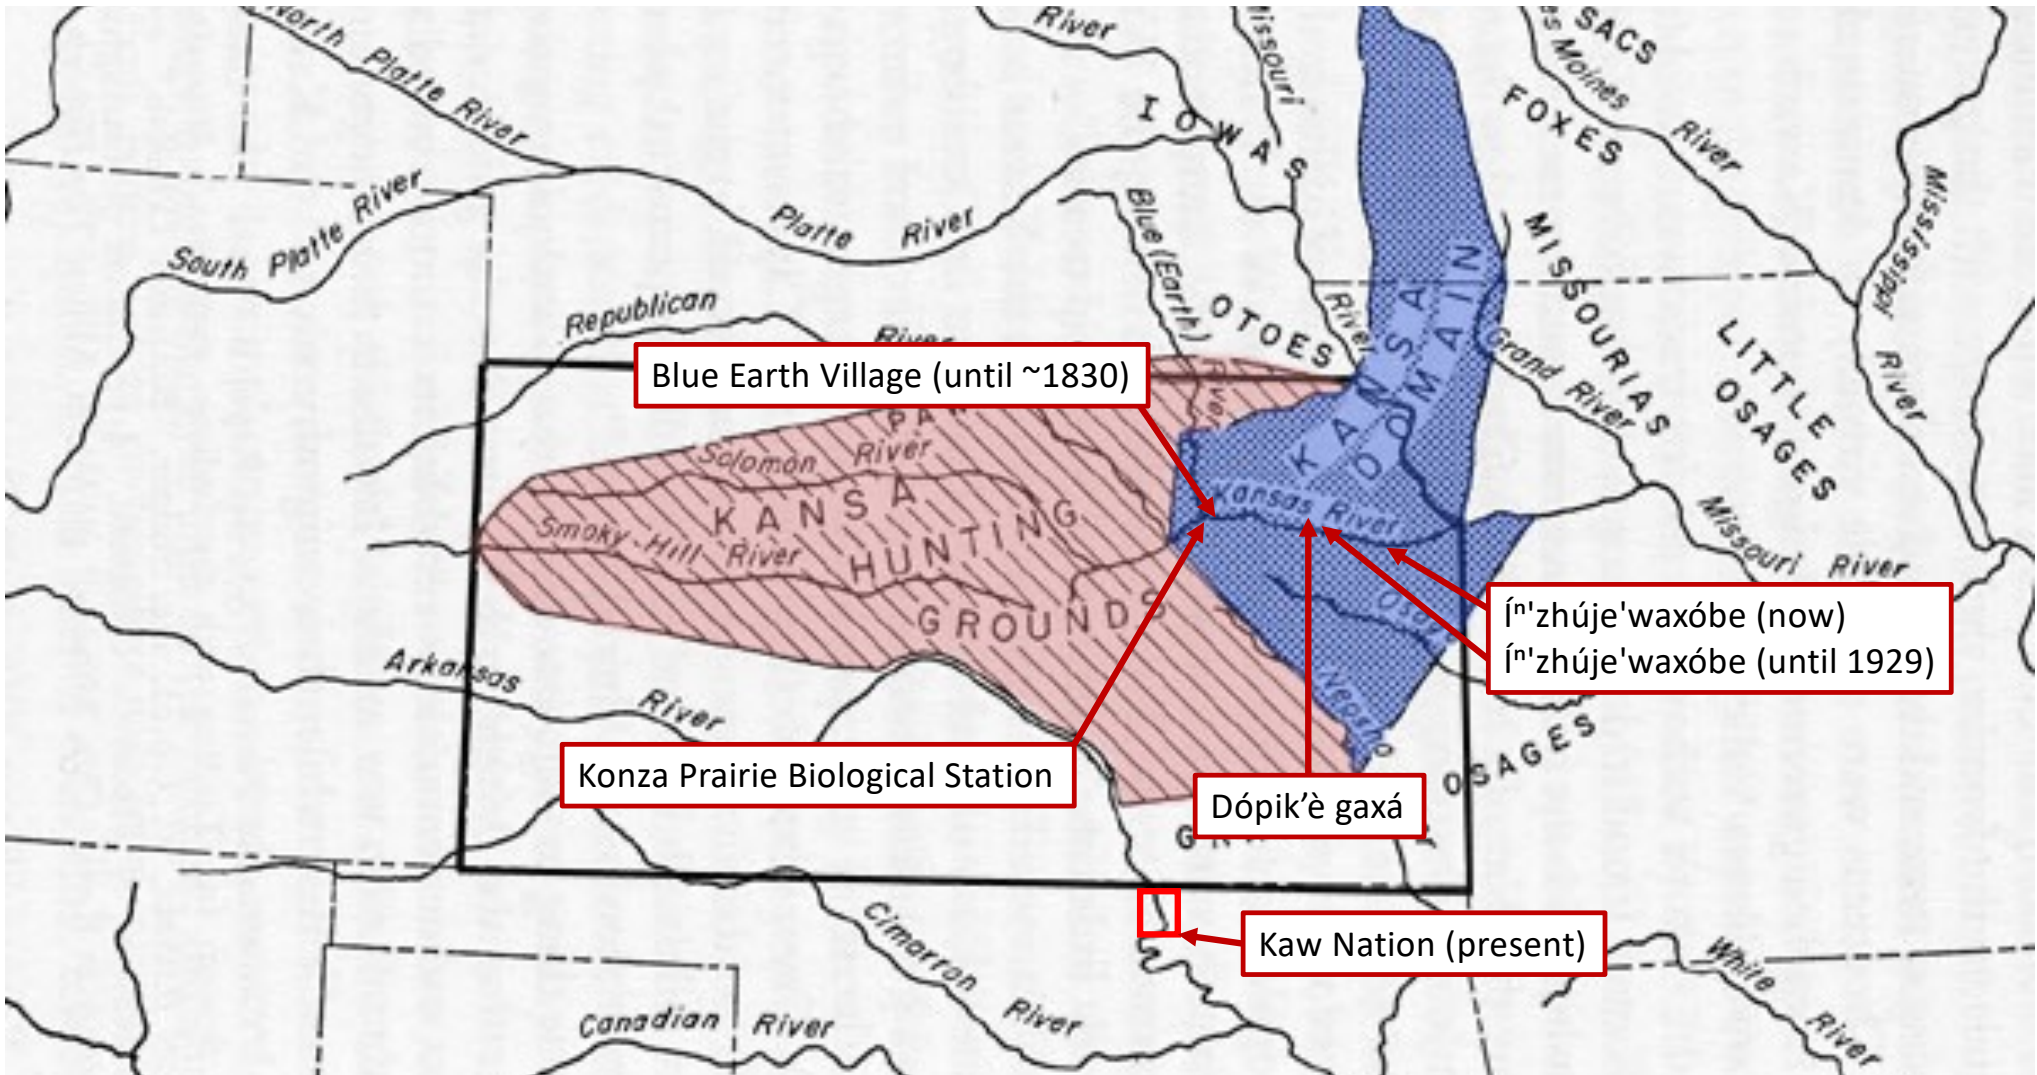 North Platte River
River
Missouri
SACS
Des Moines River
FOXES
IOWAS
Mississippi River
South Platte River
Platte River
Blue (Earth)
River
Republican
River
OTOES
River
MISSOURIAS
LITTLE
OSAGES
Grand River
KANSA
DOMAIN
Blue Earth Village (until ~1830)
Solomon River
KANSA
HUNTING
GROUNDS
Smoky Hill River
Kansas River
Missouri River
Osage
Neosho
Íⁿ'zhúje'waxóbe (now)
Íⁿ'zhúje'waxóbe (until 1929)
Arkansas River
OSAGES
Konza Prairie Biological Station
Dópik’è gaxá
Kaw Nation (present)
Cimarron River
White River
Canadian River